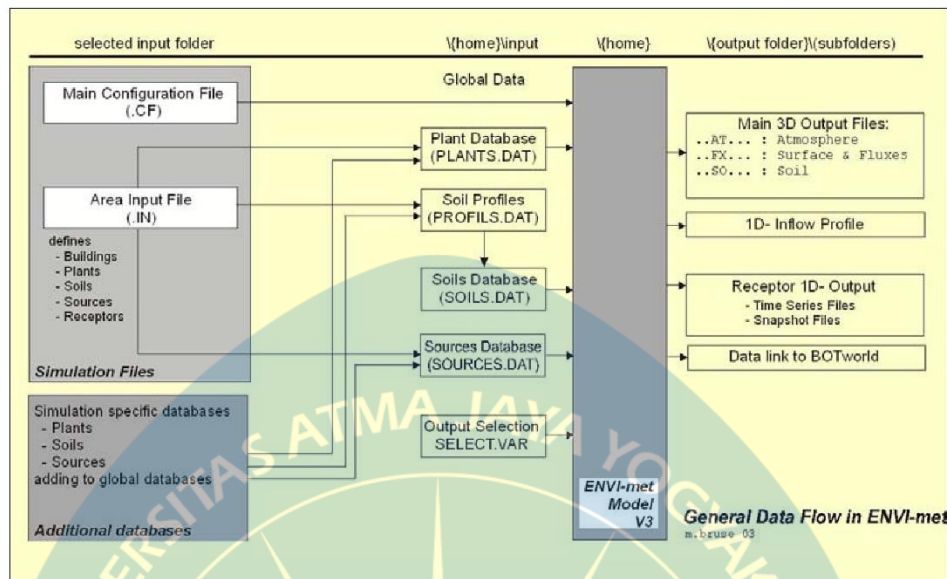 selected input folder
\{home}\input
\{home}
\{output folder}\(subfolders)
Global Data
Main Configuration File
(.CF)
Area Input File
(.IN)
defines
- Buildings
- Plants
- Soils
- Sources
- Receptors
Simulation Files
Simulation specific databases
- Plants
- Soils
- Sources
adding to global databases
Additional databases
Plant Database
(PLANTS.DAT)
Soil Profiles
(PROFILS.DAT)
Soils Database
(SOILS.DAT)
Sources Database
(SOURCES.DAT)
Output Selection
SELECT.VAR
ENVI-met
Model
V3
Main 3D Output Files:
..AT... : Atmosphere
..FX... : Surface & Fluxes
..SO... : Soil
1D- Inflow Profile
Receptor 1D- Output
- Time Series Files
- Snapshot Files
Data link to BOTworld
General Data Flow in ENVI-met
m.bruse 03
ERSITAS ATMA JAYA YOGYAK